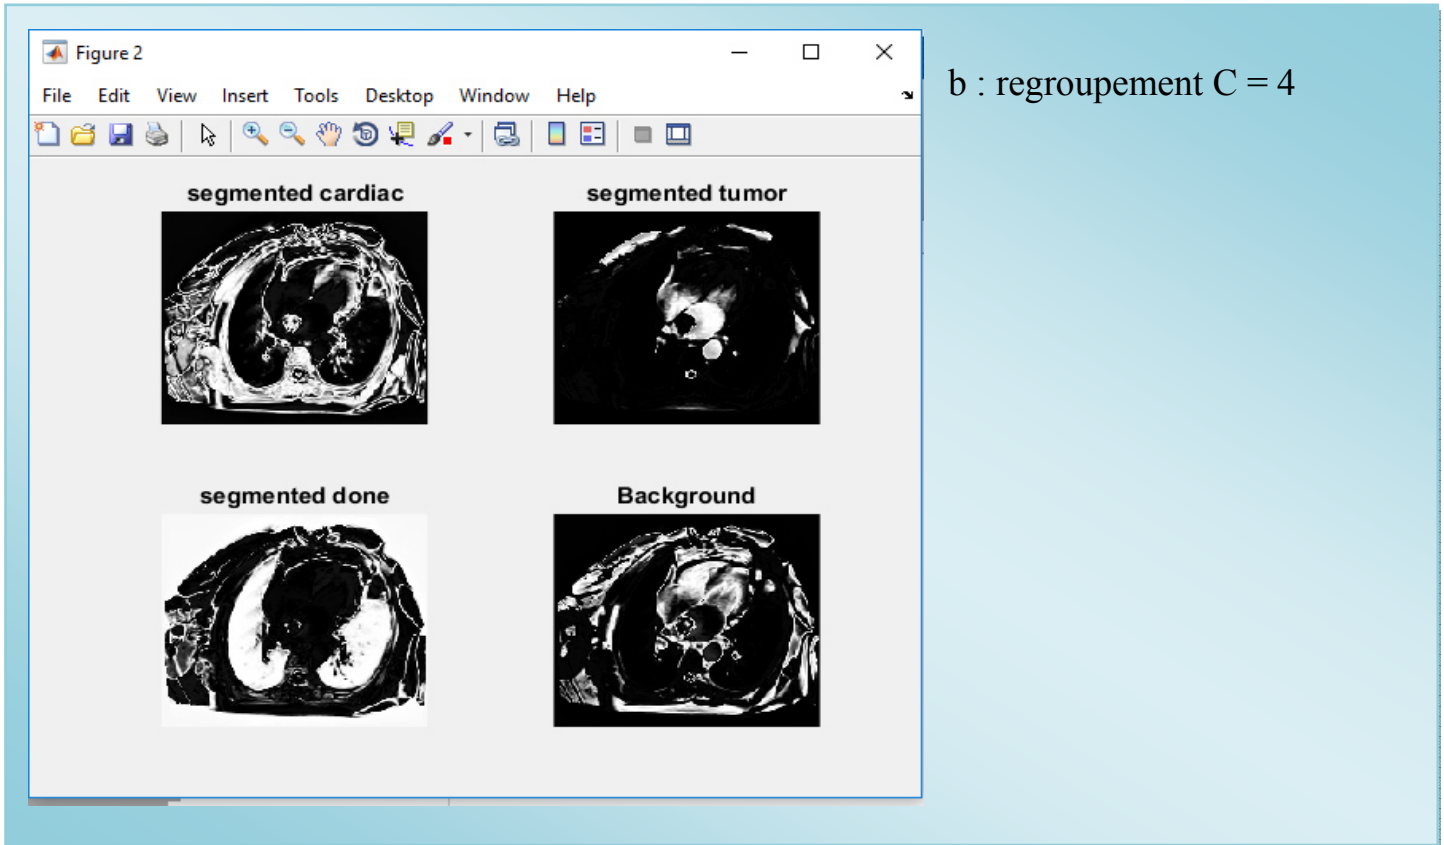 Figure 2
File Edit View Insert Tools Desktop Window Help
segmented cardiac
segmented tumor
segmented done
Background
b : regroupement C = 4